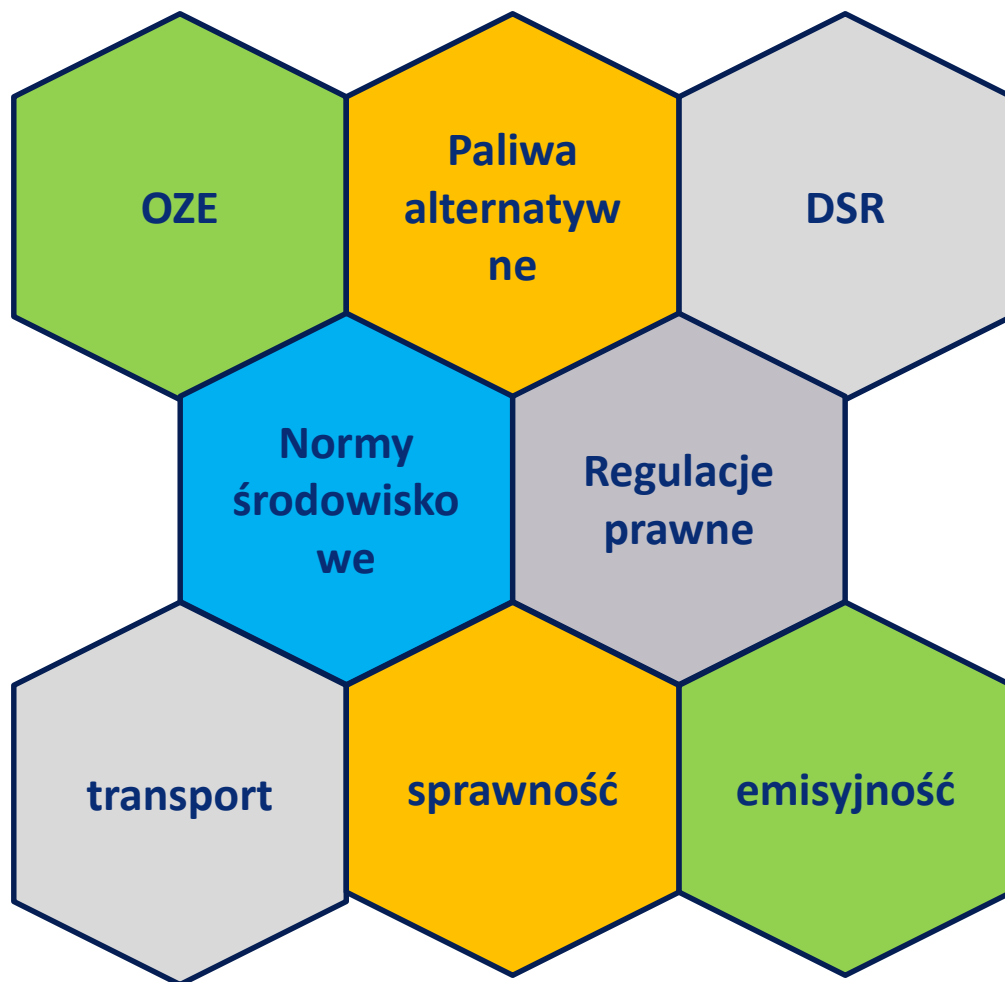 OZE
Paliwa
alternatyw
ne
DSR
Normy
środowisko
we
Regulacje
prawne
transport
sprawność
emisyjność